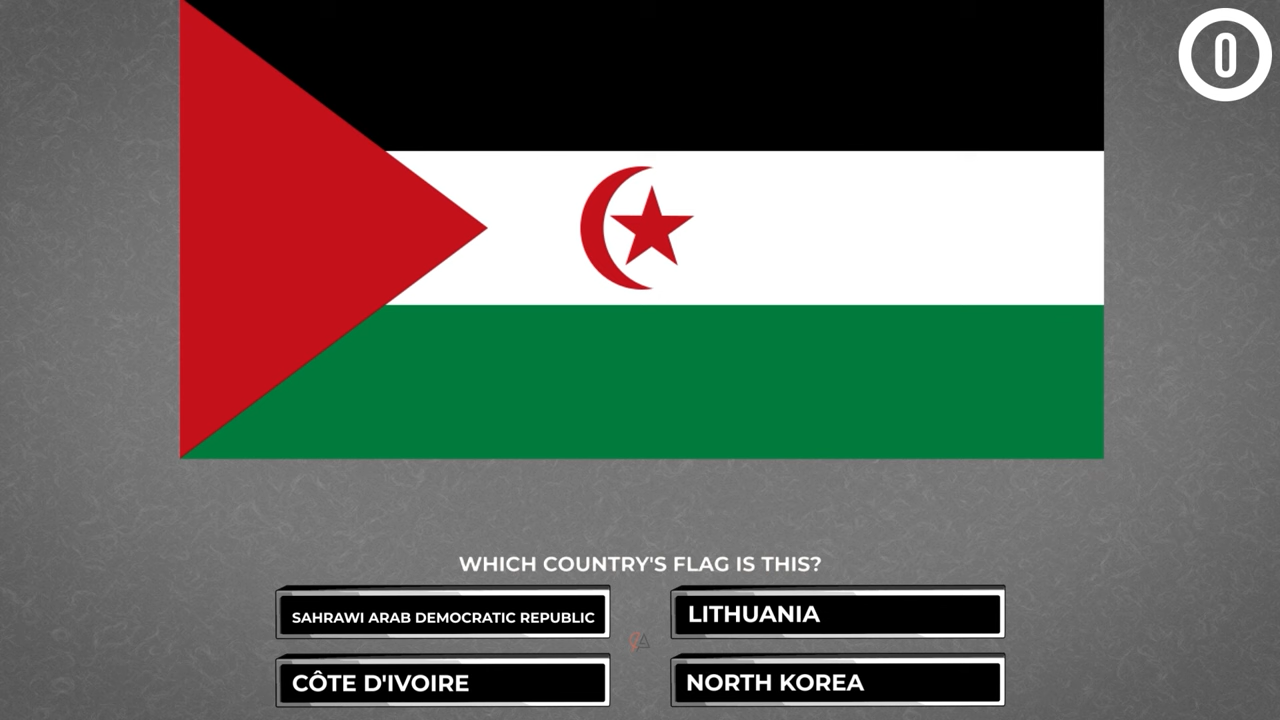 0
WHICH COUNTRY'S FLAG IS THIS?
SAHRAWI ARAB DEMOCRATIC REPUBLIC
LITHUANIA
CÔTE D'IVOIRE
NORTH KOREA